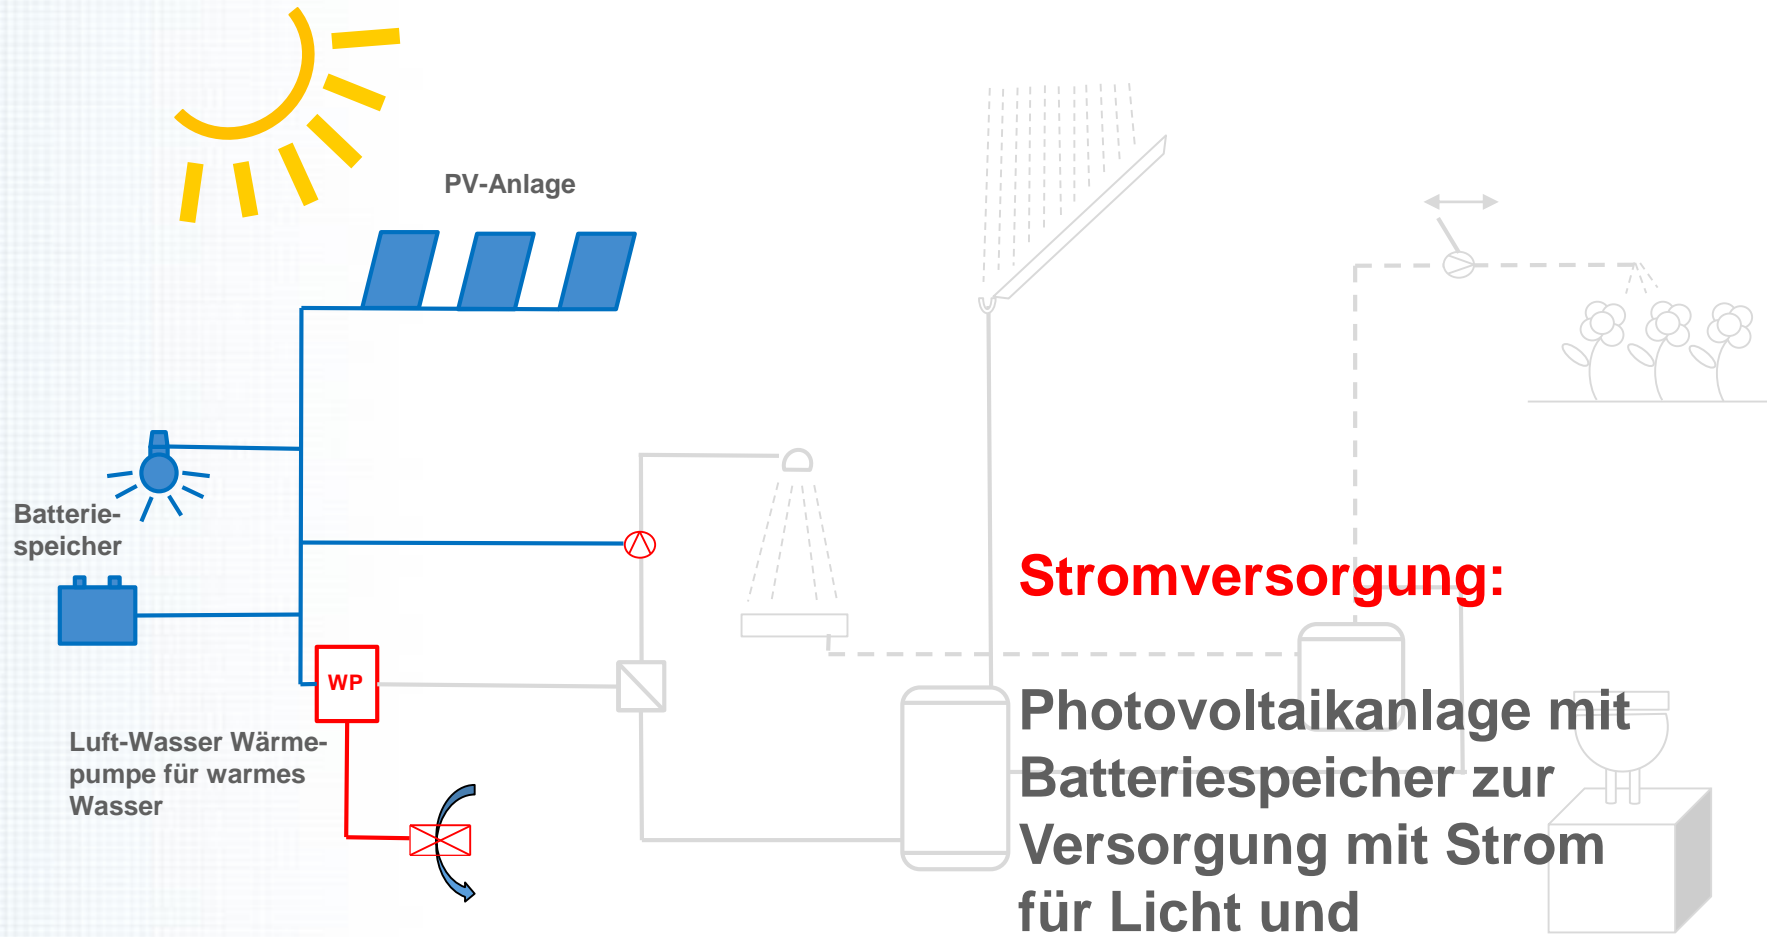 PV-Anlage
Batterie-
speicher
WP
Luft-Wasser Wärme-
pumpe für warmes
Wasser
Stromversorgung:
Photovoltaikanlage mit
Batteriespeicher zur
Versorgung mit Strom
für Licht und